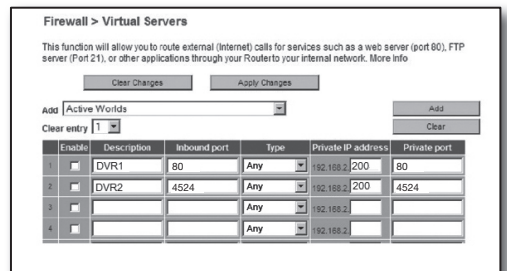 Firewall > Virtual Servers
This function will allow you to route external (Internet) calls for services such as a web server (port 80), FTP
server (Port 21), or other applications through your Routerto your internal network. More Info
Clear Changes Apply Changes
Add Active Worlds Add
Clear entry 1 Clear
Enable Description Inbound port Type Private IP address Private port
1 DVR1 80 Any 192.168.2. 200 80
2 DVR2 4524 Any 192.168.2. 200 4524
3 Any 192.168.2.
4 Any 192.168.2.